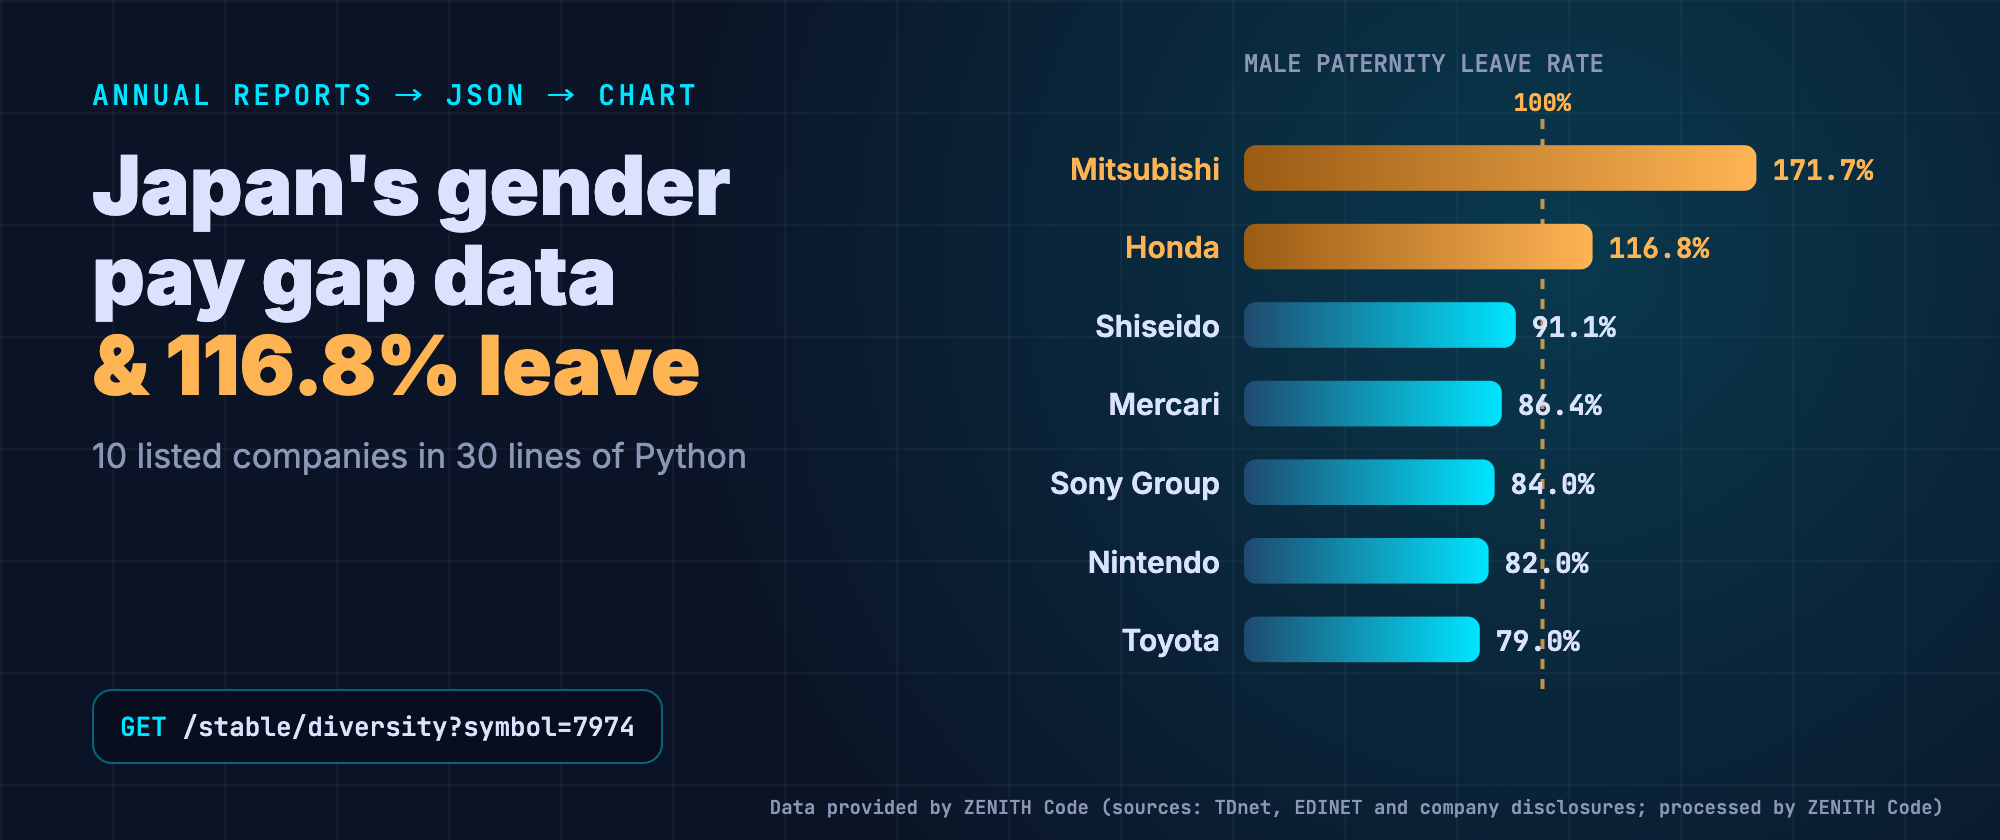 ANNUAL REPORTS → JSON → CHART
Japan's gender
pay gap data
& 116.8% leave
10 listed companies in 30 lines of Python
GET /stable/diversity?symbol=7974
MALE PATERNITY LEAVE RATE
100%
Mitsubishi 171.7%
Honda 116.8%
Shiseido 91.1%
Mercari 86.4%
Sony Group 84.0%
Nintendo 82.0%
Toyota 79.0%
Data provided by ZENITH Code (sources: TDnet, EDINET and company disclosures; processed by ZENITH Code)